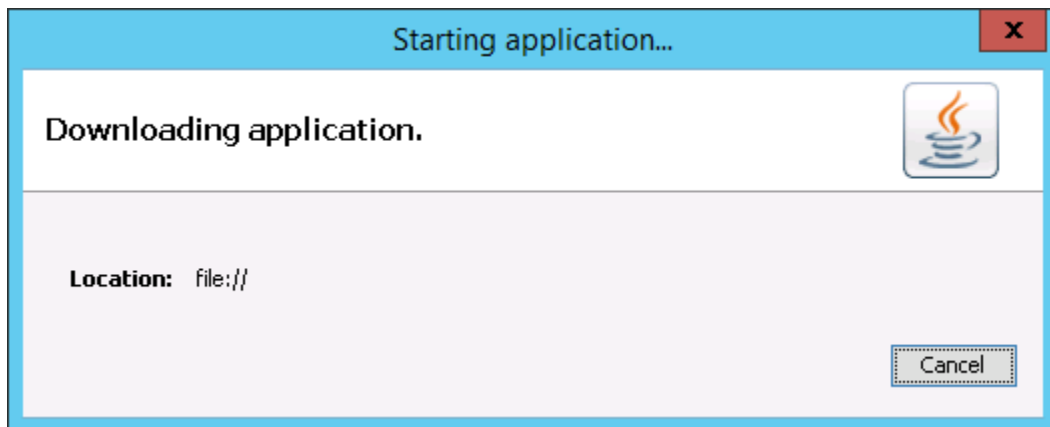 Starting application...
x
Downloading application.
Location: file://
Cancel